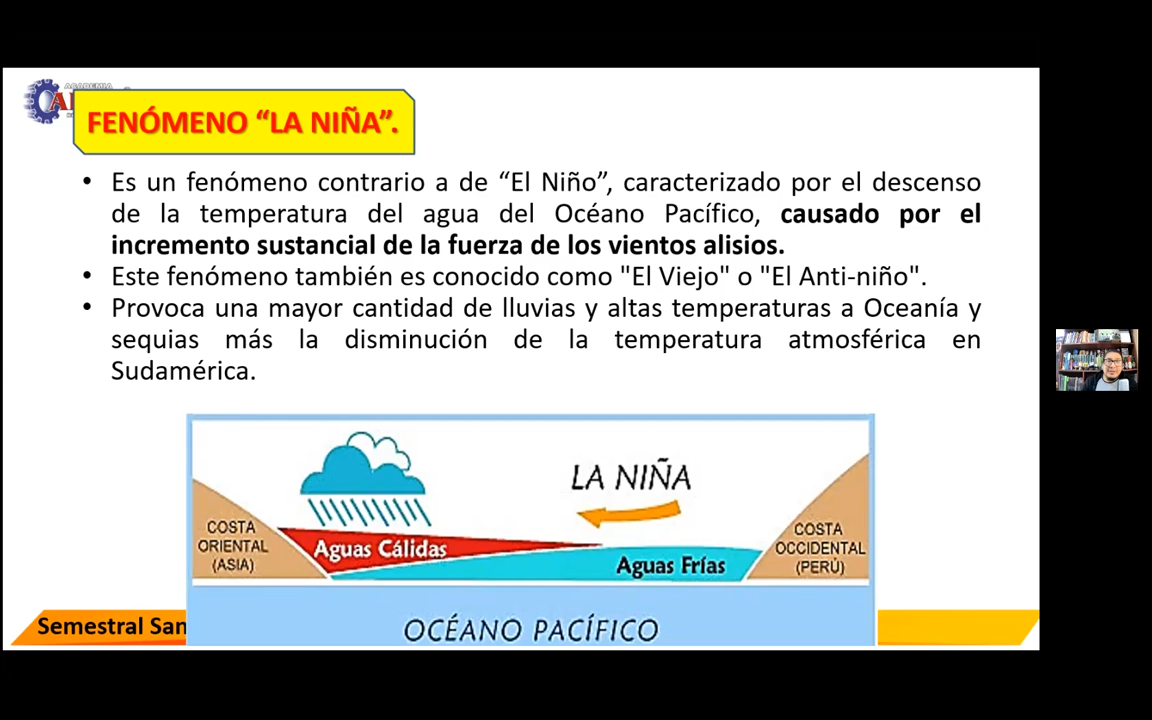 ACADEMIA
FENÓMENO “LA NIÑA”.
• Es un fenómeno contrario a de “El Niño”, caracterizado por el descenso
de la temperatura del agua del Océano Pacífico, causado por el
incremento sustancial de la fuerza de los vientos alisios.
• Este fenómeno también es conocido como "El Viejo" o "El Anti-niño".
• Provoca una mayor cantidad de lluvias y altas temperaturas a Oceanía y
sequias más la disminución de la temperatura atmosférica en
Sudamérica.
LA NIÑA
COSTA
ORIENTAL
(ASIA)
Aguas Cálidas
Aguas Frías
COSTA
OCCIDENTAL
(PERÚ)
OCÉANO PACÍFICO
Semestral San